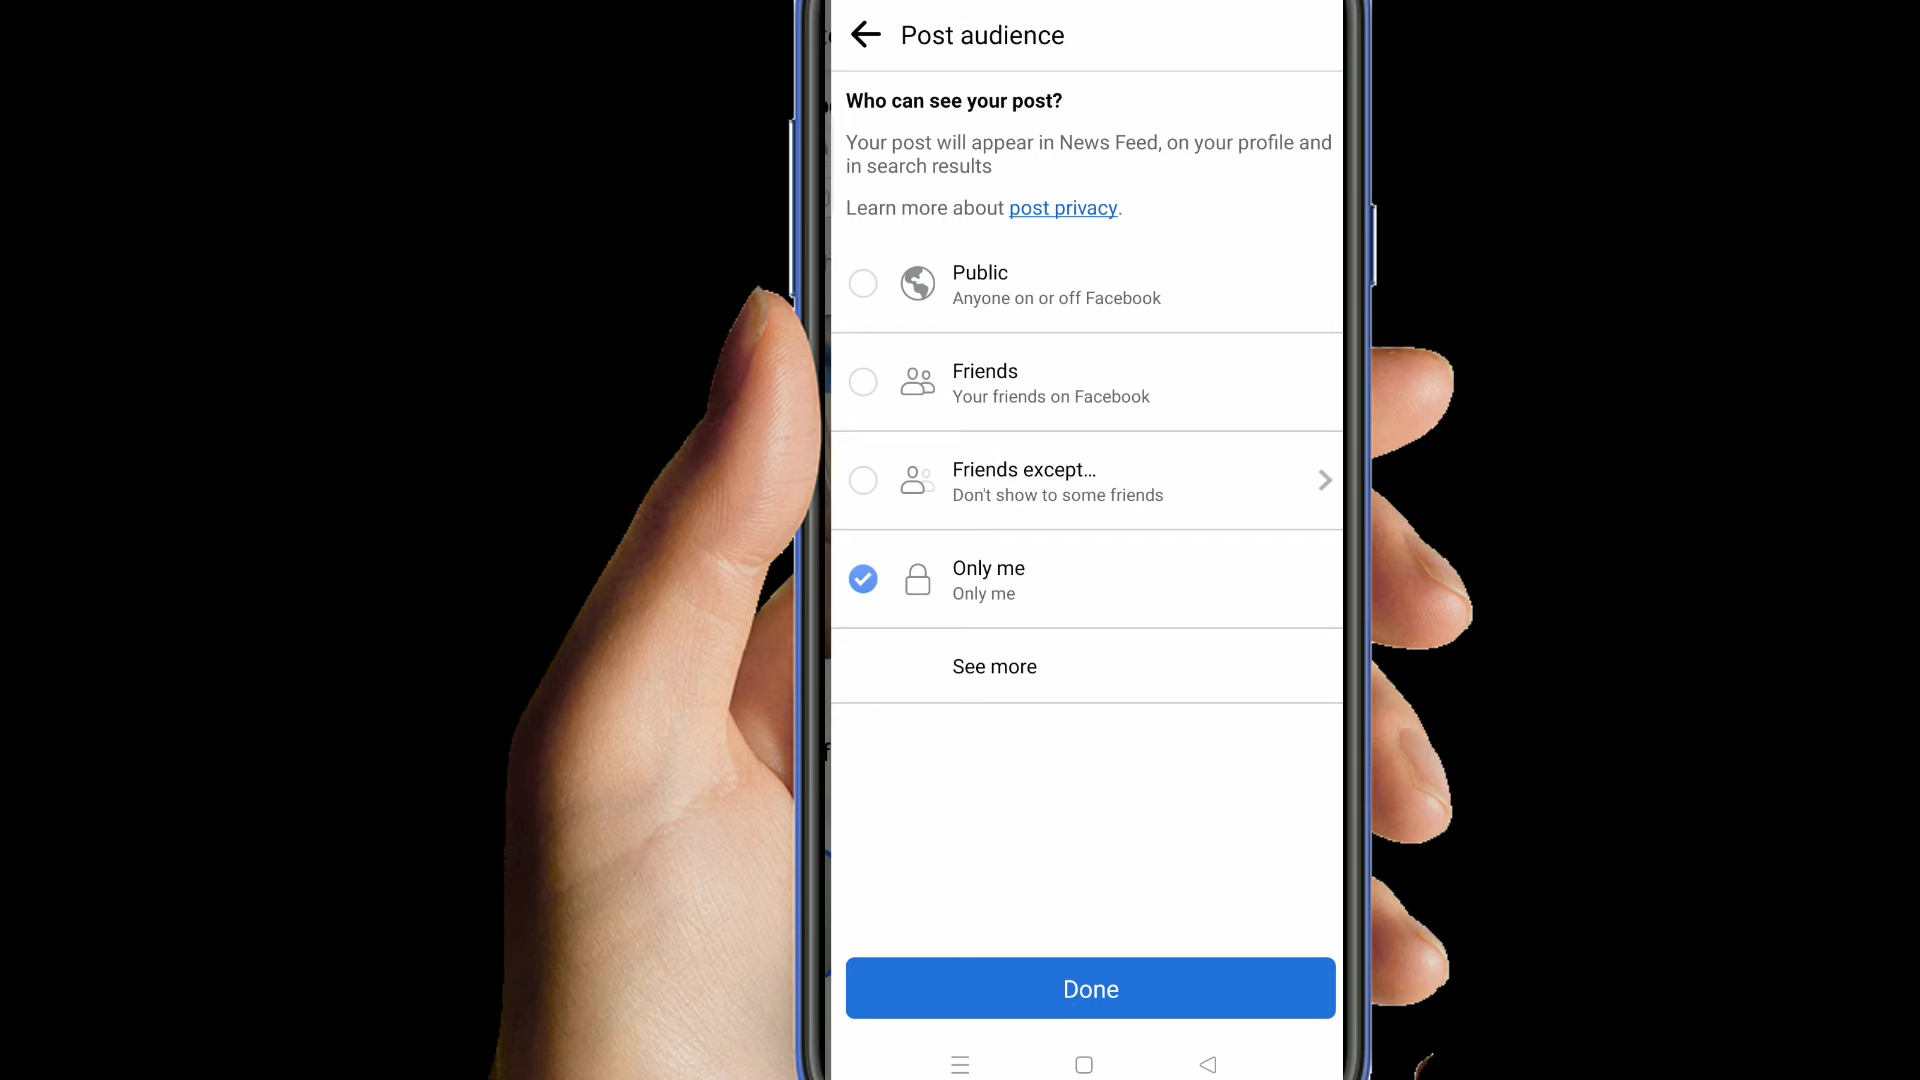 Post audience
Who can see your post?
Your post will appear in News Feed, on your profile and
in search results
Learn more about post privacy.
Public
Anyone on or off Facebook
Friends
Your friends on Facebook
Friends except...
Don't show to some friends
Only me
Only me
See more
Done